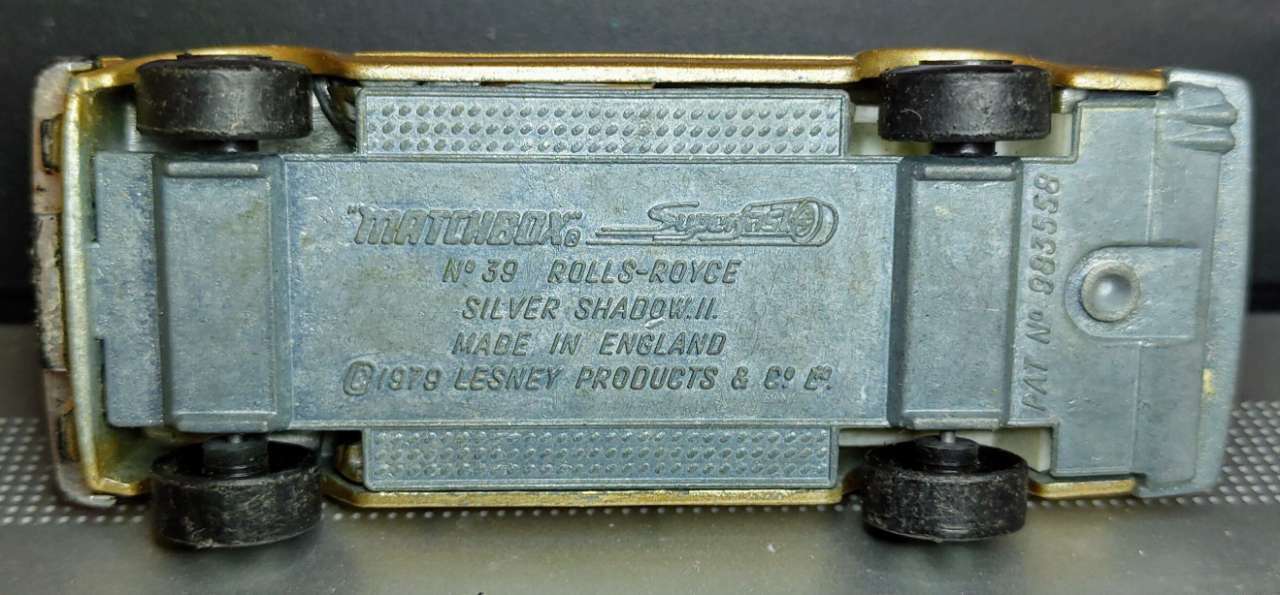 "MATCHBOX"® Superfast
Nº 39 ROLLS-ROYCE
SILVER SHADOW.II.
MADE IN ENGLAND
©1979 LESNEY PRODUCTS & Cº Lᵀᴰ.
PAT Nº 983558